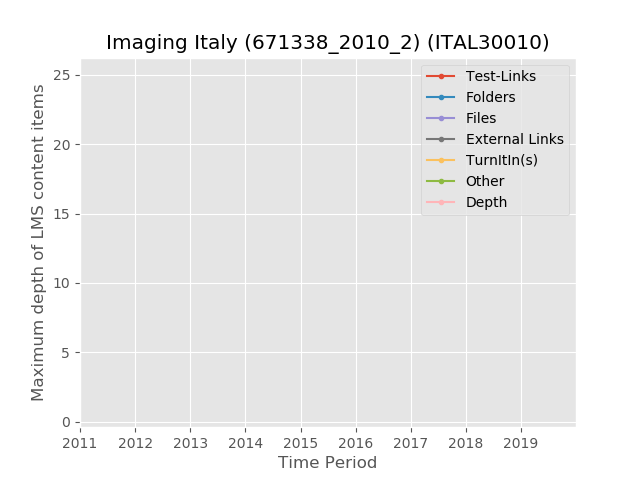 Imaging Italy (671338_2010_2) (ITAL30010)
Maximum depth of LMS content items
25
20
15
10
5
0
Test-Links
Folders
Files
External Links
TurnItIn(s)
Other
Depth
2011 2012 2013 2014 2015 2016 2017 2018 2019
Time Period